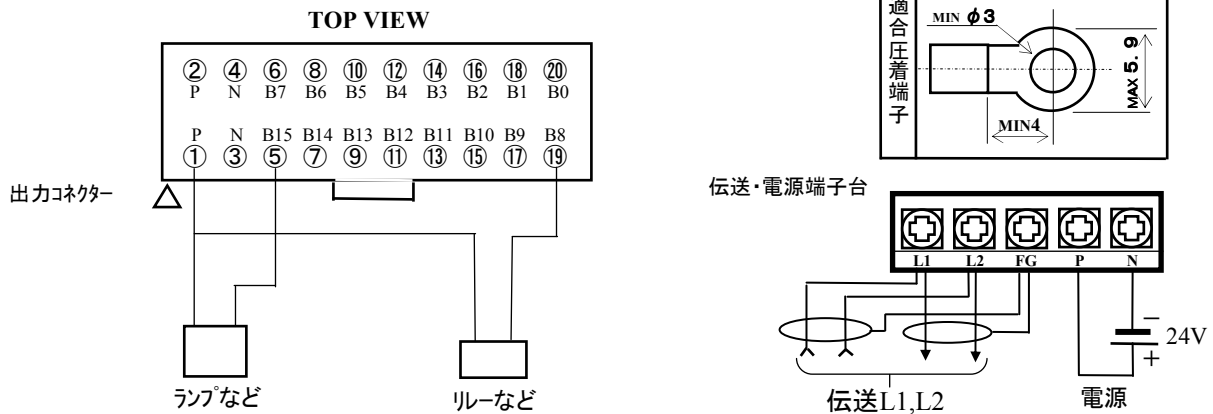 TOP VIEW
② ④ ⑥ ⑧ ⑩ ⑫ ⑭ ⑯ ⑱ ⑳
P N B7 B6 B5 B4 B3 B2 B1 B0
P N B15 B14 B13 B12 B11 B10 B9 B8
① ③ ⑤ ⑦ ⑨ ⑪ ⑬ ⑮ ⑰ ⑲
出力コネクター
ランプなど
リレーなど
適合圧着端子
MIN φ3
MAX 5.9
MIN4
伝送・電源端子台
L1 L2 FG P N
−
24V
+
伝送L1,L2
電源